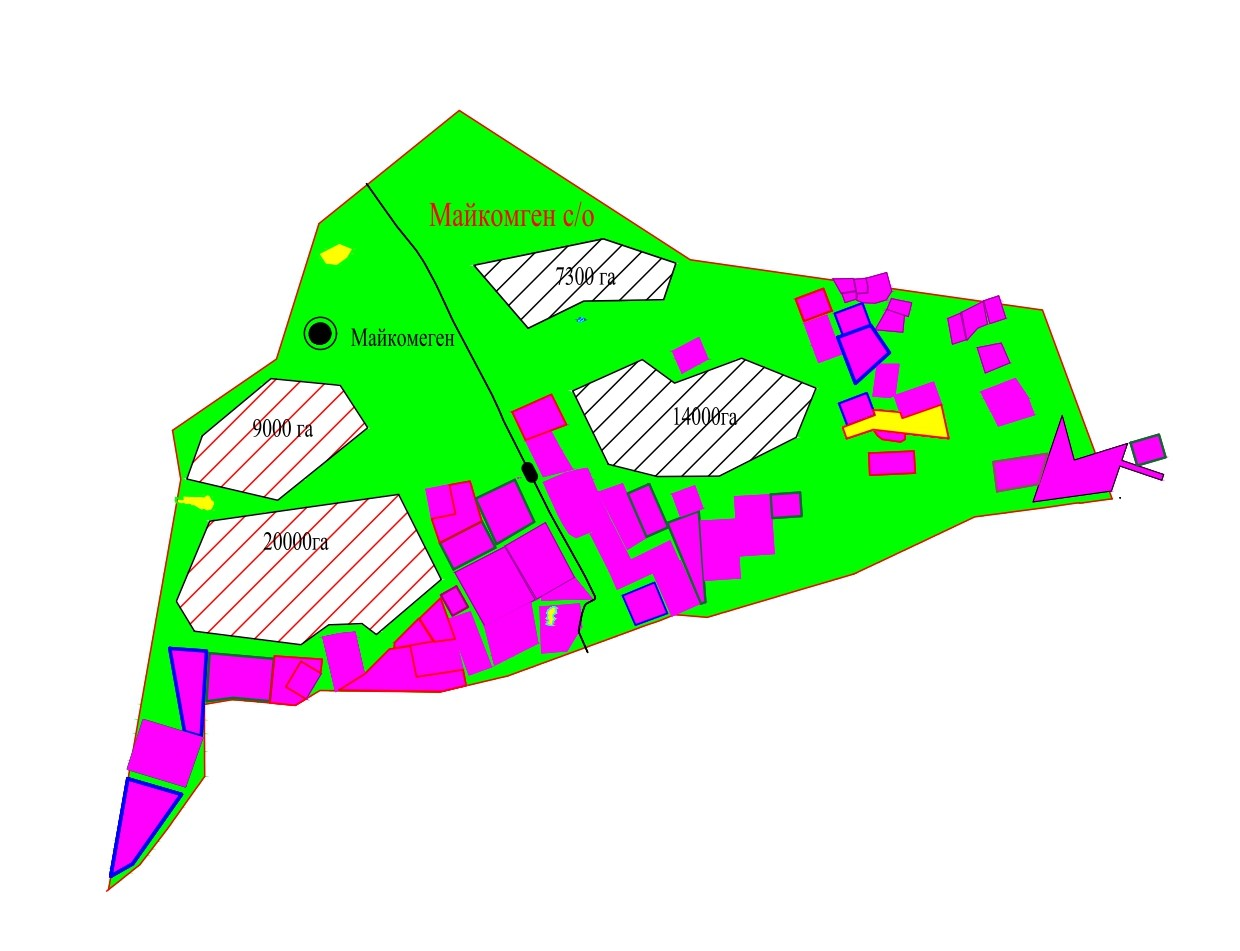 Майкомген с/о
7300 га
Майкомеген
14000га
9000 га
20000га